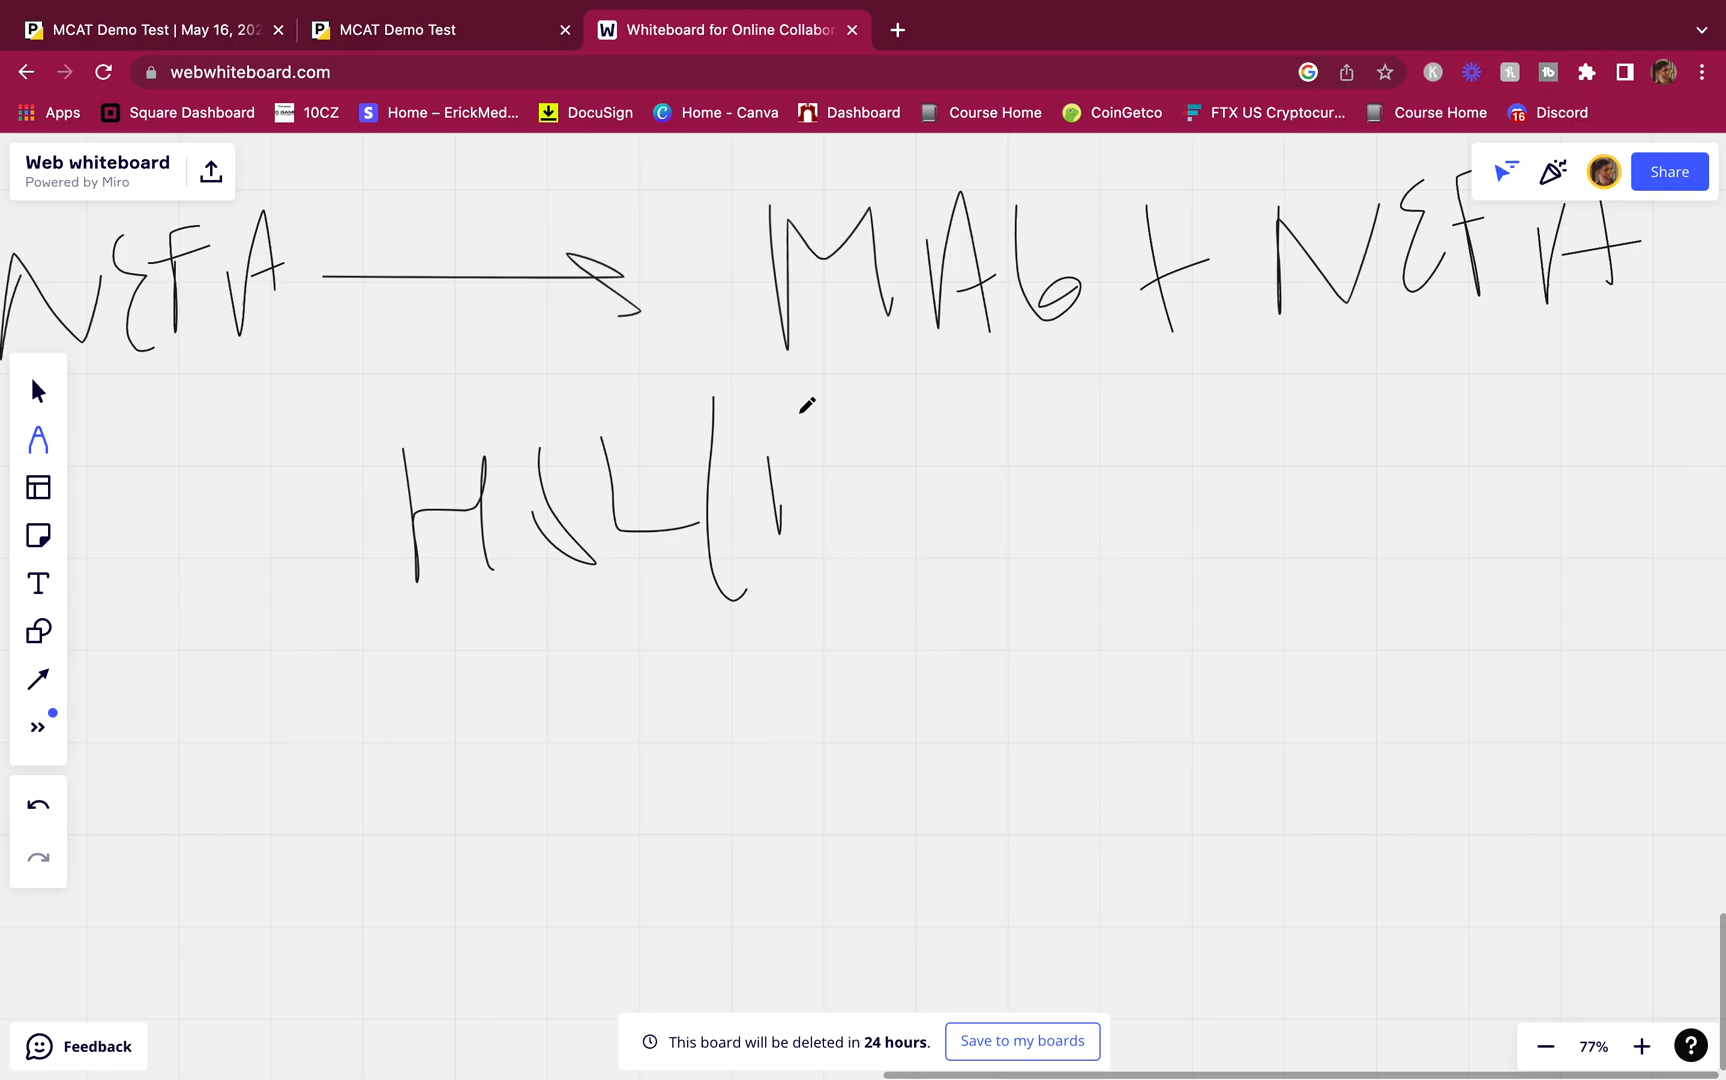 MCAT Demo Test | May 16, 202 MCAT Demo Test Whiteboard for Online Collabor
webwhiteboard.com
Apps Square Dashboard 10CZ Home – ErickMed... DocuSign Home - Canva Dashboard Course Home CoinGetco FTX US Cryptocur... Course Home Discord
Web whiteboard
Powered by Miro
Share
NEFA MAG + NEFA
Feedback
This board will be deleted in 24 hours. Save to my boards
77%